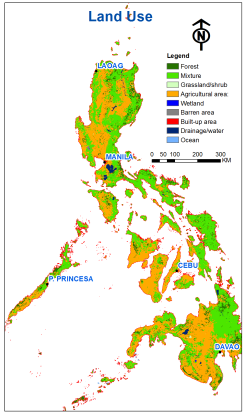 Land Use
N
LAOAG
Legend
Forest
Mixture
Grassland/shrub
Agricultural area
Wetland
Barren area
Built-up area
Drainage/water
Ocean
MANILA
0 50 100 200 300
KM
CEBU
P. PRINCESA
DAVAO